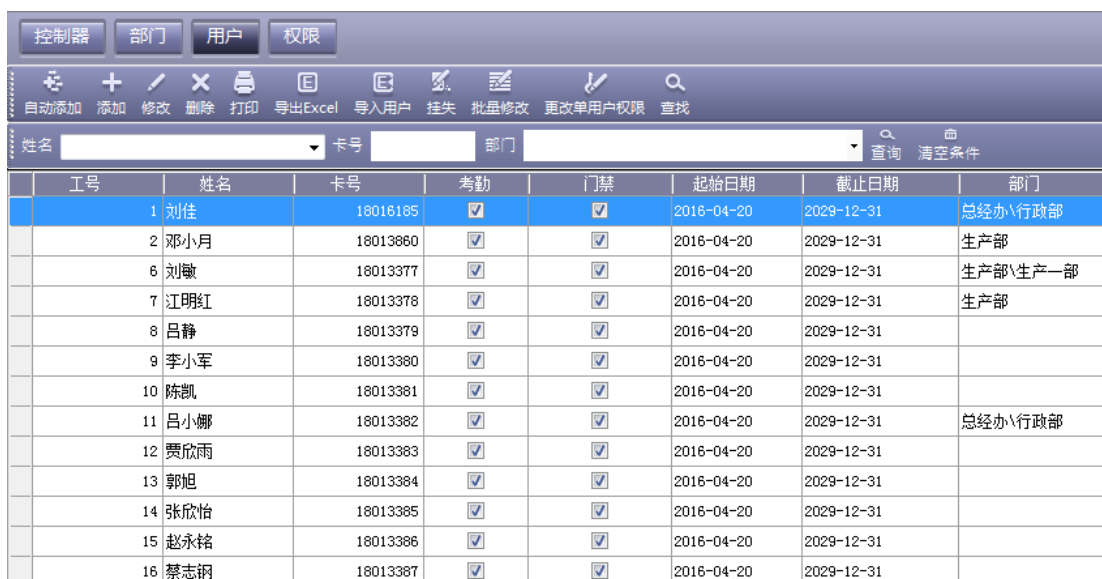 控制器 部门 用户 权限
自动添加 添加 修改 删除 打印 导出Excel 导入用户 挂失 批量修改 更改单用户权限 查找
姓名 卡号 部门 查询 清空条件
工号 姓名 卡号 考勤 门禁 起始日期 截止日期 部门
1 刘佳 18016185 2016-04-20 2029-12-31 总经办\行政部
2 邓小月 18013860 2016-04-20 2029-12-31 生产部
6 刘敏 18013377 2016-04-20 2029-12-31 生产部\生产一部
7 江明红 18013378 2016-04-20 2029-12-31 生产部
8 吕静 18013379 2016-04-20 2029-12-31
9 李小军 18013380 2016-04-20 2029-12-31
10 陈凯 18013381 2016-04-20 2029-12-31
11 吕小娜 18013382 2016-04-20 2029-12-31 总经办\行政部
12 贾欣雨 18013383 2016-04-20 2029-12-31
13 郭旭 18013384 2016-04-20 2029-12-31
14 张欣怡 18013385 2016-04-20 2029-12-31
15 赵永铭 18013386 2016-04-20 2029-12-31
16 蔡志钢 18013387 2016-04-20 2029-12-31